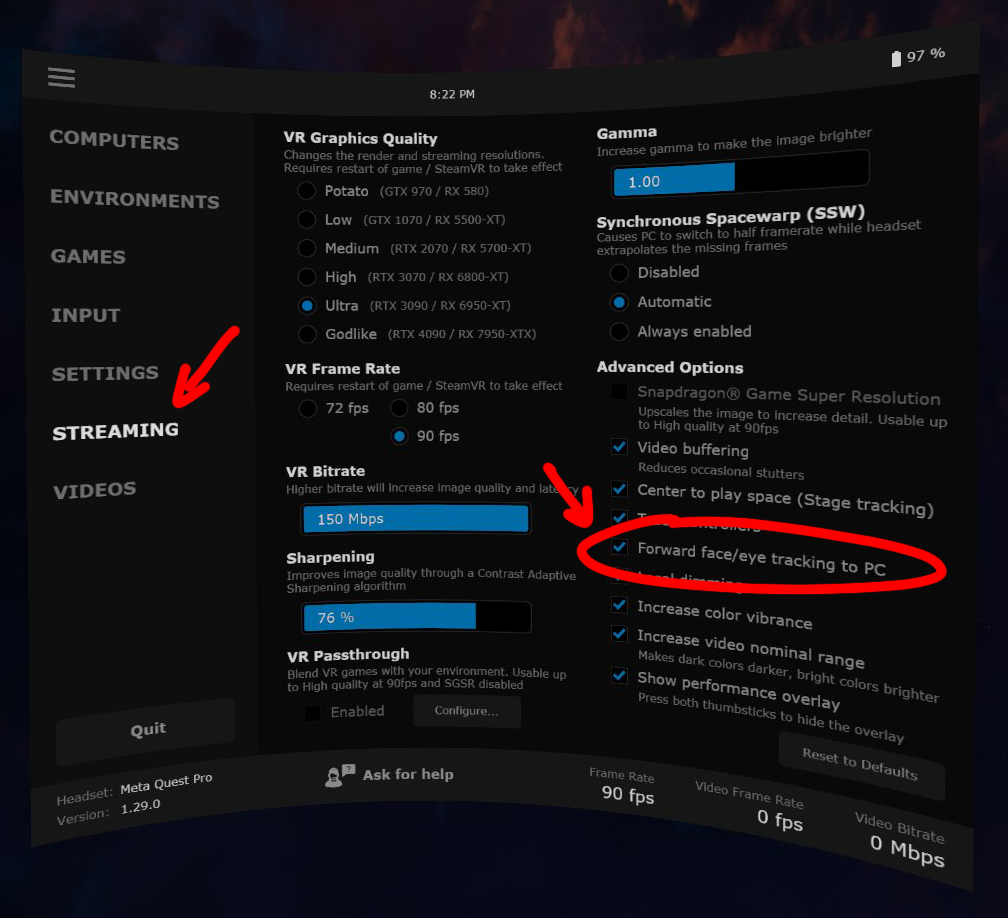 97 %
8:22 PM
COMPUTERS
ENVIRONMENTS
GAMES
INPUT
SETTINGS
STREAMING
VIDEOS
Quit
Headset: Meta Quest Pro
Version: 1.29.0
VR Graphics Quality
Changes the render and streaming resolutions.
Requires restart of game / SteamVR to take effect
Potato (GTX 970 / RX 580)
Low (GTX 1070 / RX 5500-XT)
Medium (RTX 2070 / RX 5700-XT)
High (RTX 3070 / RX 6800-XT)
Ultra (RTX 3090 / RX 6950-XT)
Godlike (RTX 4090 / RX 7950-XTX)
VR Frame Rate
Requires restart of game / SteamVR to take effect
72 fps
80 fps
90 fps
VR Bitrate
Higher bitrate will increase image quality and latency
150 Mbps
Sharpening
Improves image quality through a Contrast Adaptive
Sharpening algorithm
76 %
VR Passthrough
Blend VR games with your environment. Usable up
to High quality at 90fps and SGSR disabled
Enabled
Configure...
Gamma
Increase gamma to make the image brighter
1.00
Synchronous Spacewarp (SSW)
Causes PC to switch to half framerate while headset
extrapolates the missing frames
Disabled
Automatic
Always enabled
Advanced Options
Snapdragon® Game Super Resolution
Upscales the image to increase detail. Usable up
to High quality at 90fps
Video buffering
Reduces occasional stutters
Center to play space (Stage tracking)
controllers
Forward face/eye tracking to PC
Local dimming
Increase color vibrance
Increase video nominal range
Makes dark colors darker, bright colors brighter
Show performance overlay
Press both thumbsticks to hide the overlay
Reset to Defaults
Ask for help
Frame Rate
90 fps
Video Frame Rate
0 fps
Video Bitrate
0 Mbps